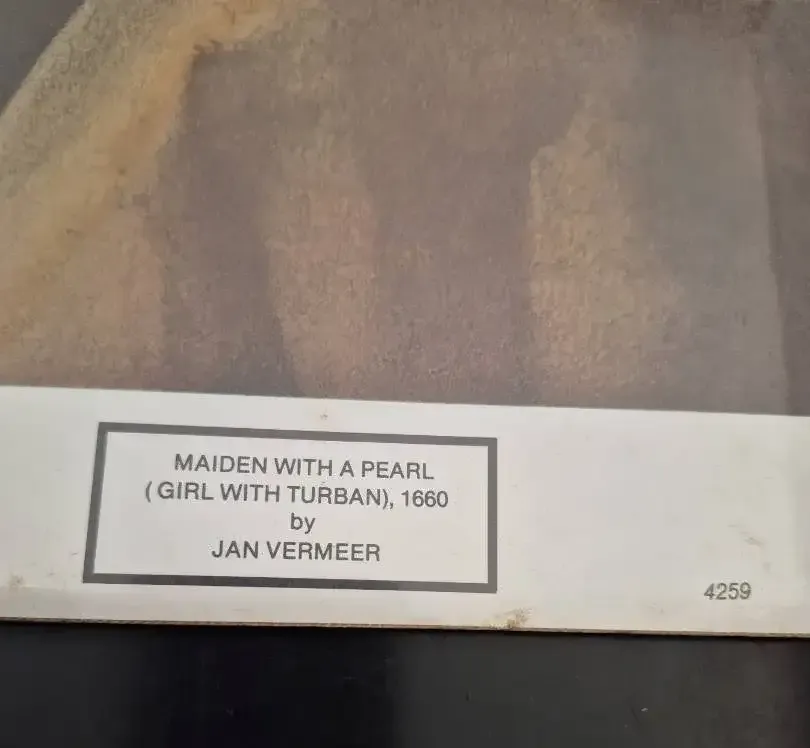 MAIDEN WITH A PEARL
(GIRL WITH TURBAN), 1660
by
JAN VERMEER
4259